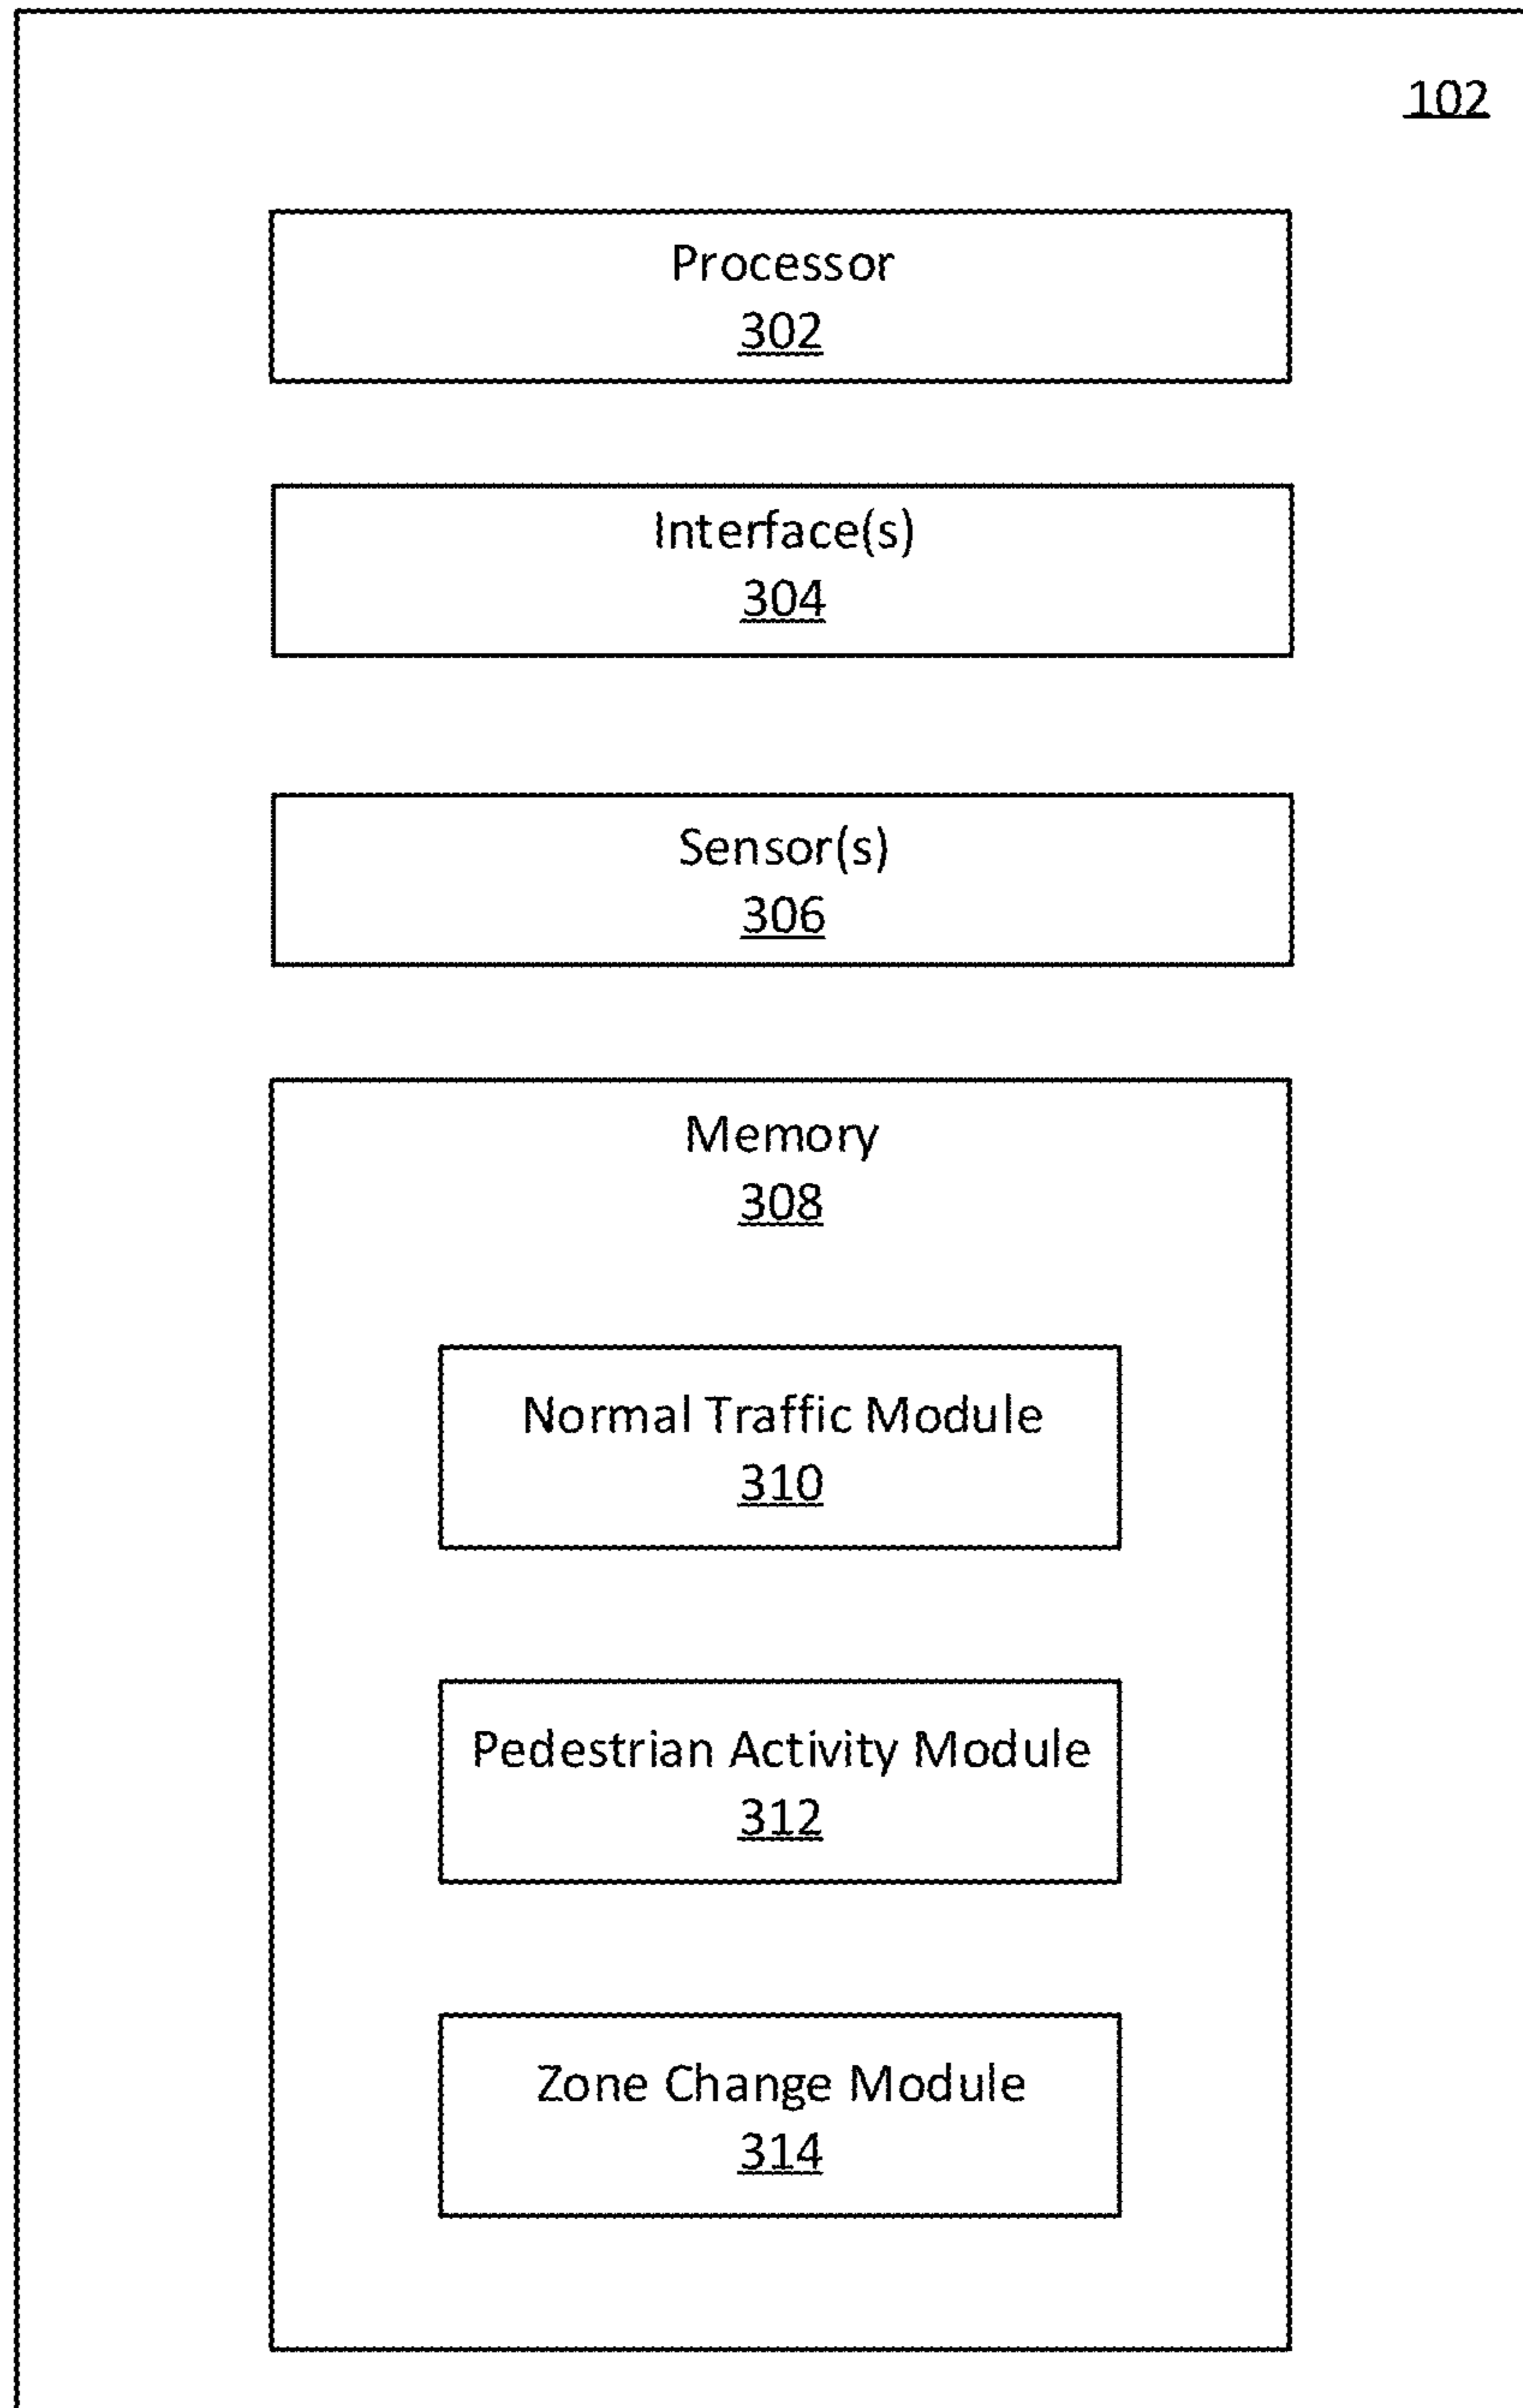 102
Processor
302
Interface(s)
304
Sensor(s)
306
Memory
308
Normal Traffic Module
310
Pedestrian Activity Module
312
Zone Change Module
314